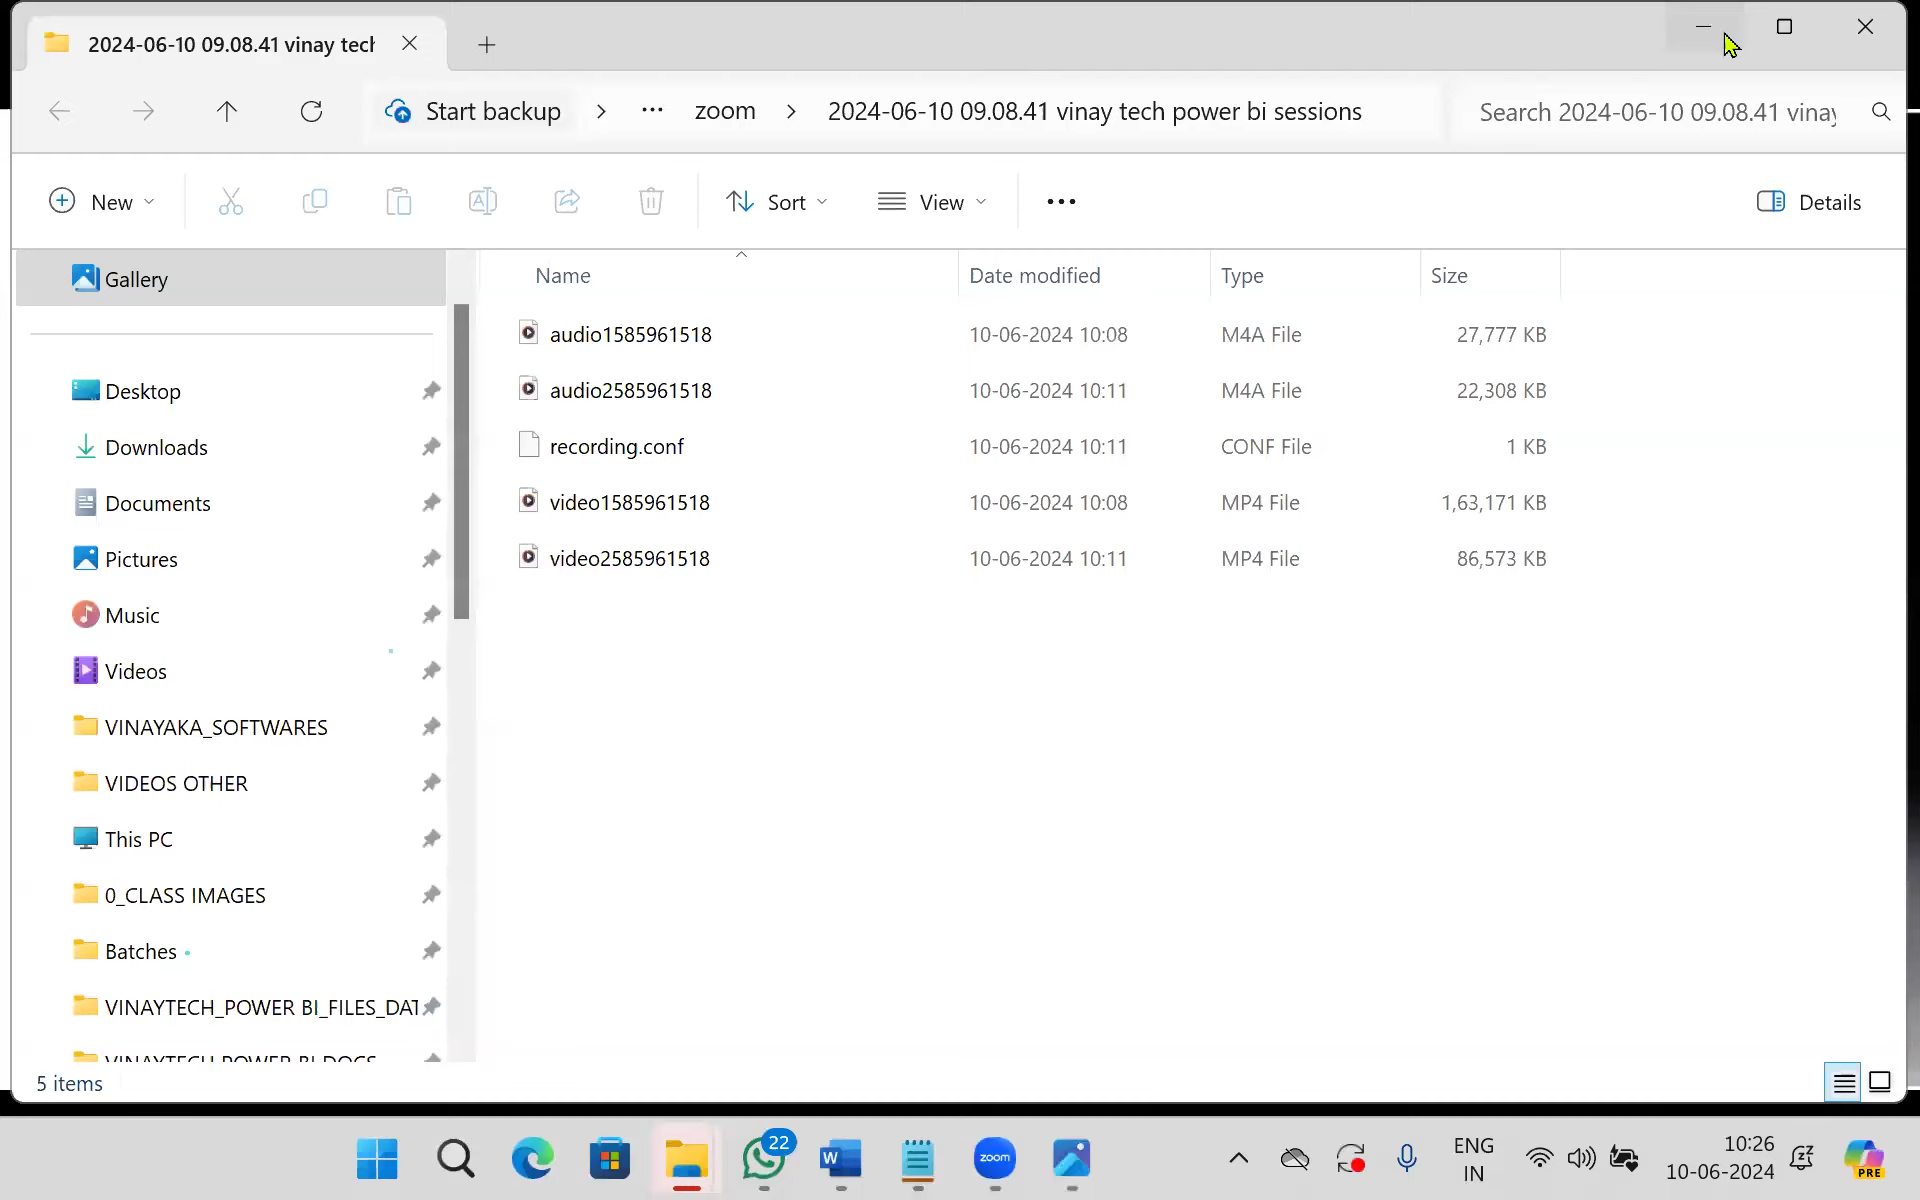 2024-06-10 09.08.41 vinay tech
Start backup zoom 2024-06-10 09.08.41 vinay tech power bi sessions Search 2024-06-10 09.08.41 vinay
New Sort View Details
Gallery
Desktop
Downloads
Documents
Pictures
Music
Videos
VINAYAKA_SOFTWARES
VIDEOS OTHER
This PC
0_CLASS IMAGES
Batches
VINAYTECH_POWER BI_FILES_DAT
VINAYTECH POWER BI DOCS
Name Date modified Type Size
audio1585961518 10-06-2024 10:08 M4A File 27,777 KB
audio2585961518 10-06-2024 10:11 M4A File 22,308 KB
recording.conf 10-06-2024 10:11 CONF File 1 KB
video1585961518 10-06-2024 10:08 MP4 File 1,63,171 KB
video2585961518 10-06-2024 10:11 MP4 File 86,573 KB
5 items
22
W
zoom
ENG
IN
10:26
10-06-2024
PRE